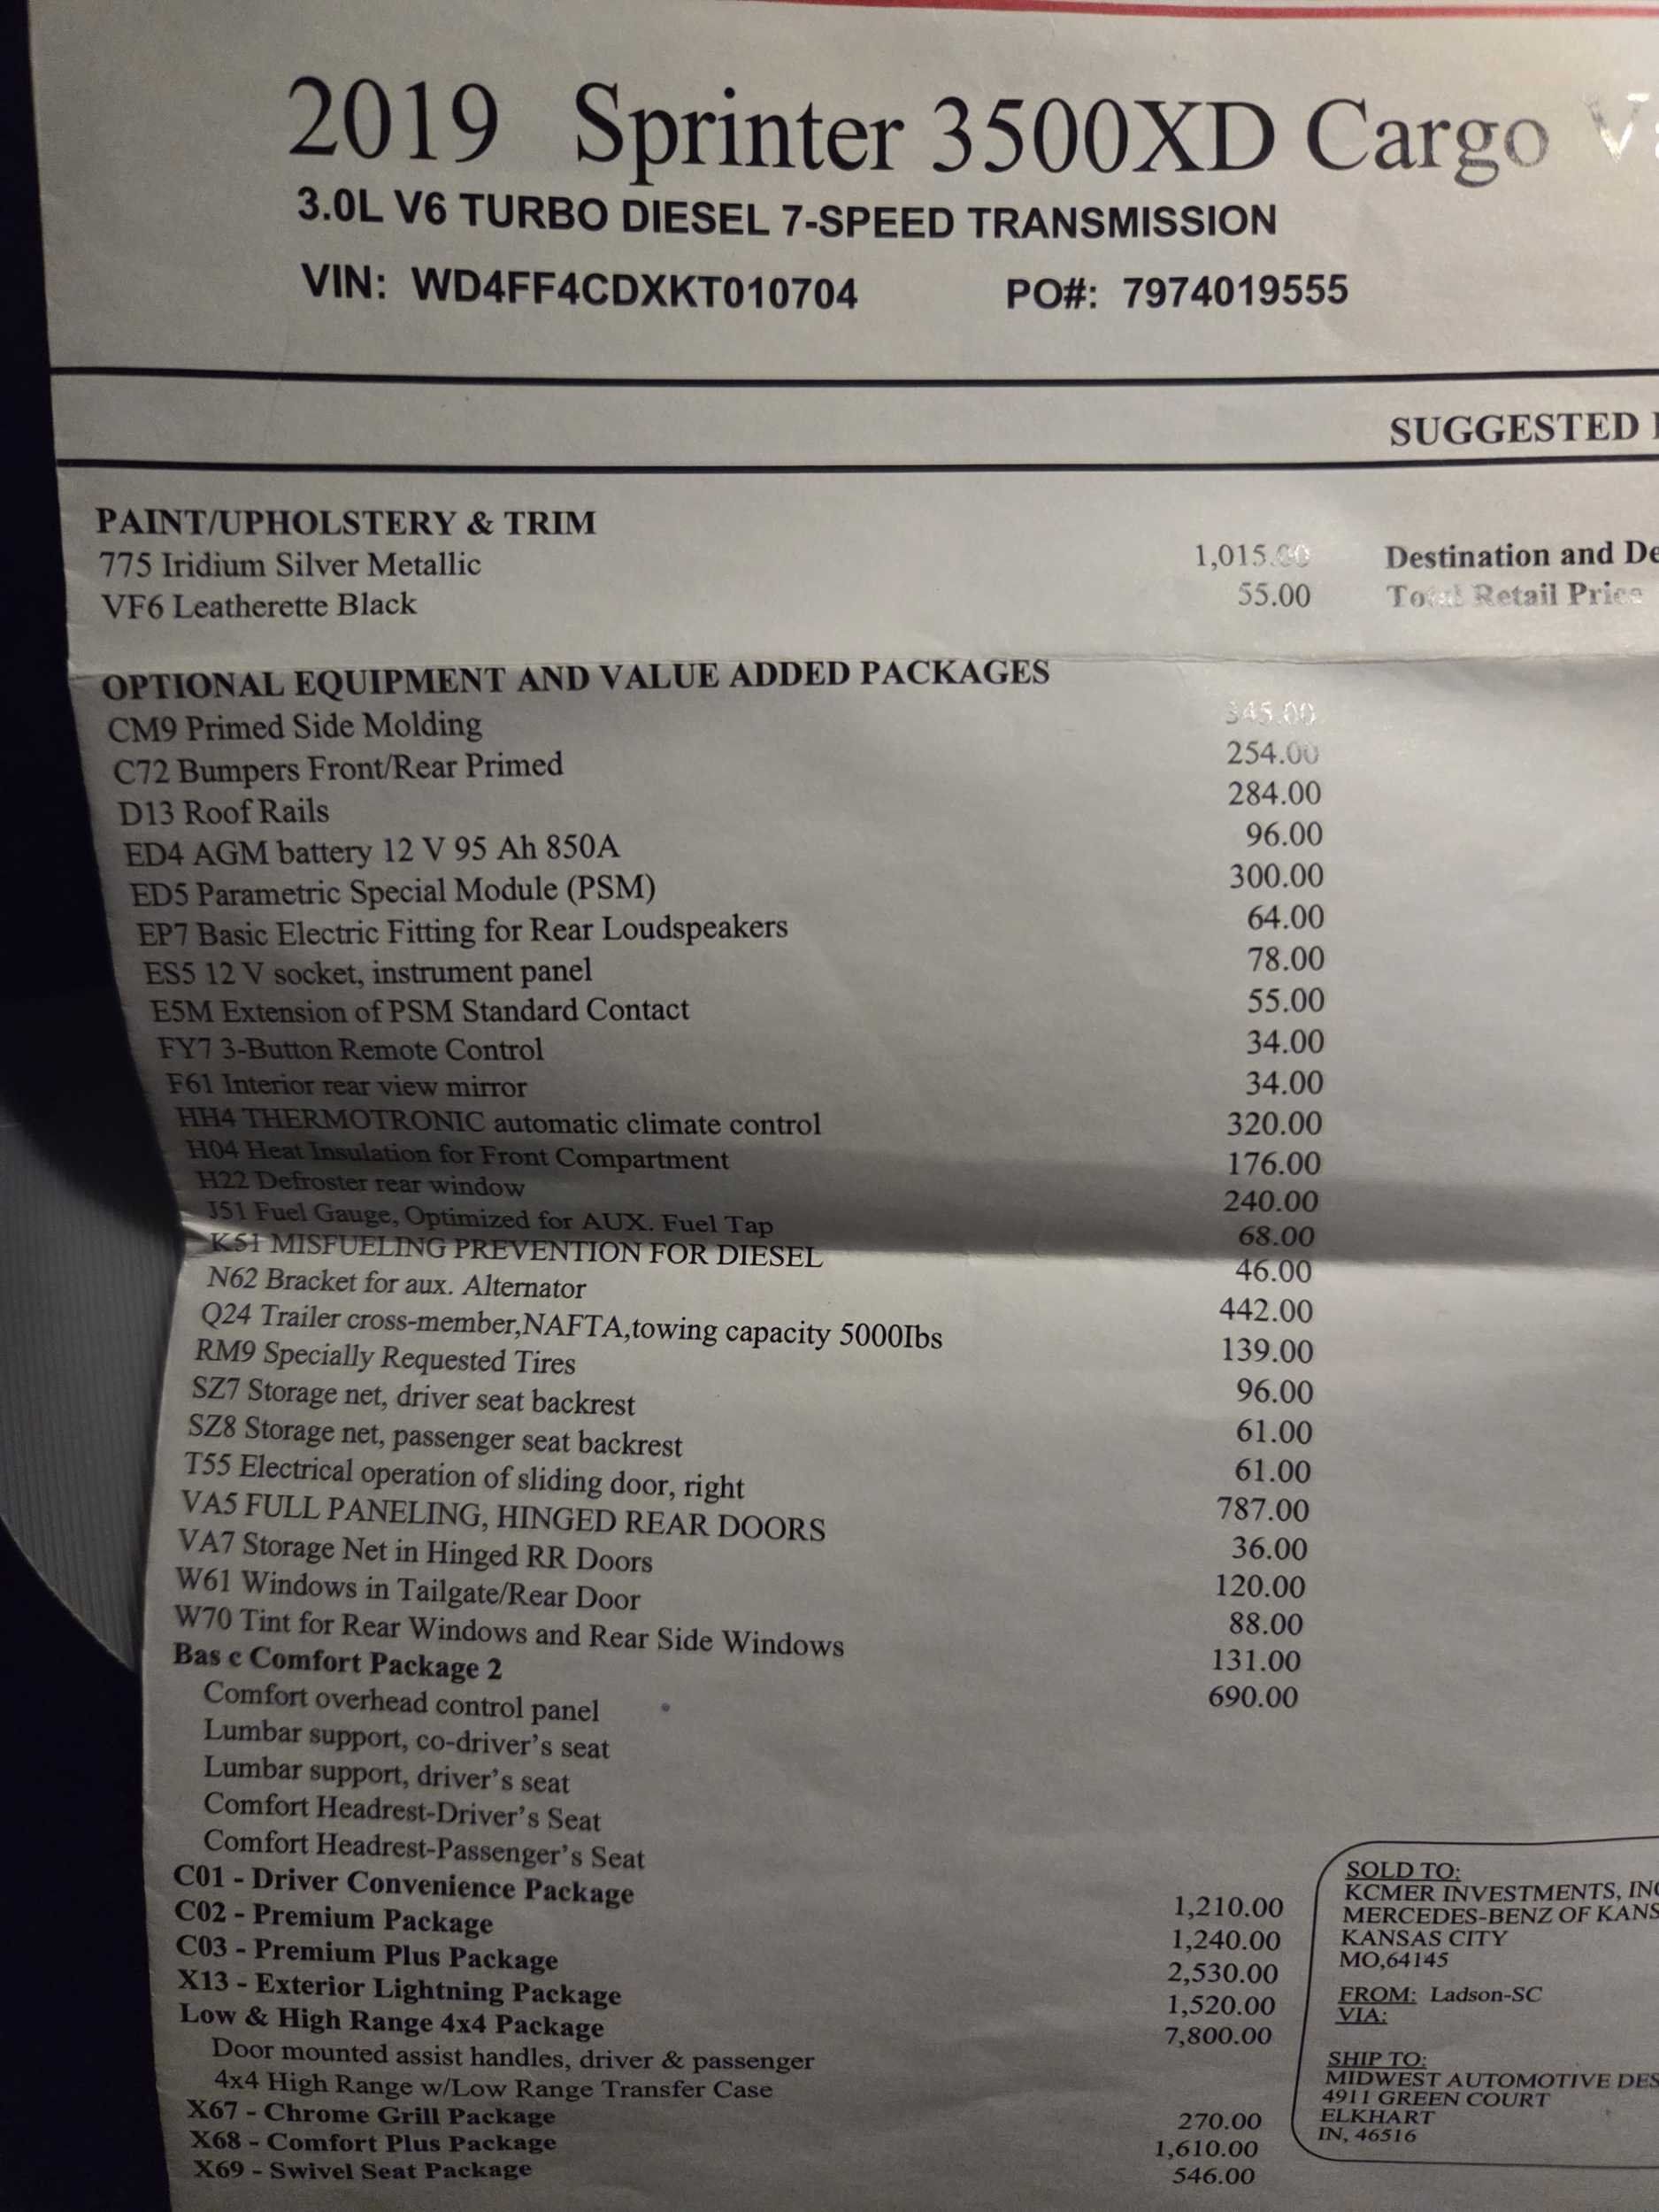 2019 Sprinter 3500XD Cargo
3.0L V6 TURBO DIESEL 7-SPEED TRANSMISSION
VIN: WD4FF4CDXKT010704 PO#: 7974019555
SUGGESTED
PAINT/UPHOLSTERY & TRIM
775 Iridium Silver Metallic 1,015.00 Destination and De
VF6 Leatherette Black 55.00 Total Retail Price
OPTIONAL EQUIPMENT AND VALUE ADDED PACKAGES
CM9 Primed Side Molding 345.00
C72 Bumpers Front/Rear Primed 254.00
D13 Roof Rails 284.00
ED4 AGM battery 12 V 95 Ah 850A 96.00
ED5 Parametric Special Module (PSM) 300.00
EP7 Basic Electric Fitting for Rear Loudspeakers 64.00
ES5 12 V socket, instrument panel 78.00
E5M Extension of PSM Standard Contact 55.00
FY7 3-Button Remote Control 34.00
F61 Interior rear view mirror 34.00
HH4 THERMOTRONIC automatic climate control 320.00
H04 Heat Insulation for Front Compartment 176.00
H22 Defroster rear window 240.00
J51 Fuel Gauge, Optimized for AUX. Fuel Tap 68.00
K51 MISFUELING PREVENTION FOR DIESEL 46.00
N62 Bracket for aux. Alternator 442.00
Q24 Trailer cross-member,NAFTA,towing capacity 5000Ibs 139.00
RM9 Specially Requested Tires 96.00
SZ7 Storage net, driver seat backrest 61.00
SZ8 Storage net, passenger seat backrest 61.00
T55 Electrical operation of sliding door, right 787.00
VA5 FULL PANELING, HINGED REAR DOORS 36.00
VA7 Storage Net in Hinged RR Doors 120.00
W61 Windows in Tailgate/Rear Door 88.00
W70 Tint for Rear Windows and Rear Side Windows 131.00
Bas c Comfort Package 2 690.00
Comfort overhead control panel
Lumbar support, co-driver's seat
Lumbar support, driver's seat
Comfort Headrest-Driver's Seat
Comfort Headrest-Passenger's Seat
C01 - Driver Convenience Package 1,210.00
C02 - Premium Package 1,240.00
C03 - Premium Plus Package 2,530.00
X13 - Exterior Lightning Package 1,520.00
Low & High Range 4x4 Package 7,800.00
Door mounted assist handles, driver & passenger
4x4 High Range w/Low Range Transfer Case
X67 - Chrome Grill Package 270.00
X68 - Comfort Plus Package 1,610.00
X69 - Swivel Seat Package 546.00
SOLD TO:
KCMER INVESTMENTS, INC
MERCEDES-BENZ OF KANS
KANSAS CITY
MO,64145
FROM: Ladson-SC
VIA:
SHIP TO:
MIDWEST AUTOMOTIVE DES
4911 GREEN COURT
ELKHART
IN, 46516